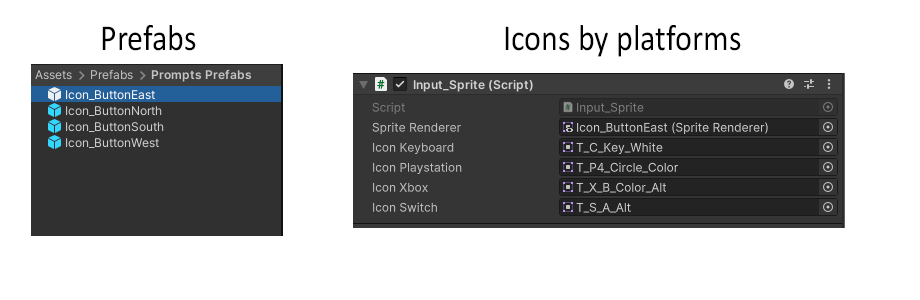 Prefabs
Icons by platforms
Assets > Prefabs > Prompts Prefabs
Icon_ButtonEast
Icon_ButtonNorth
Icon_ButtonSouth
Icon_ButtonWest
# Input_Sprite (Script)
Script Input_Sprite
Sprite Renderer Icon_ButtonEast (Sprite Renderer)
Icon Keyboard T_C_Key_White
Icon Playstation T_P4_Circle_Color
Icon Xbox T_X_B_Color_Alt
Icon Switch T_S_A_Alt